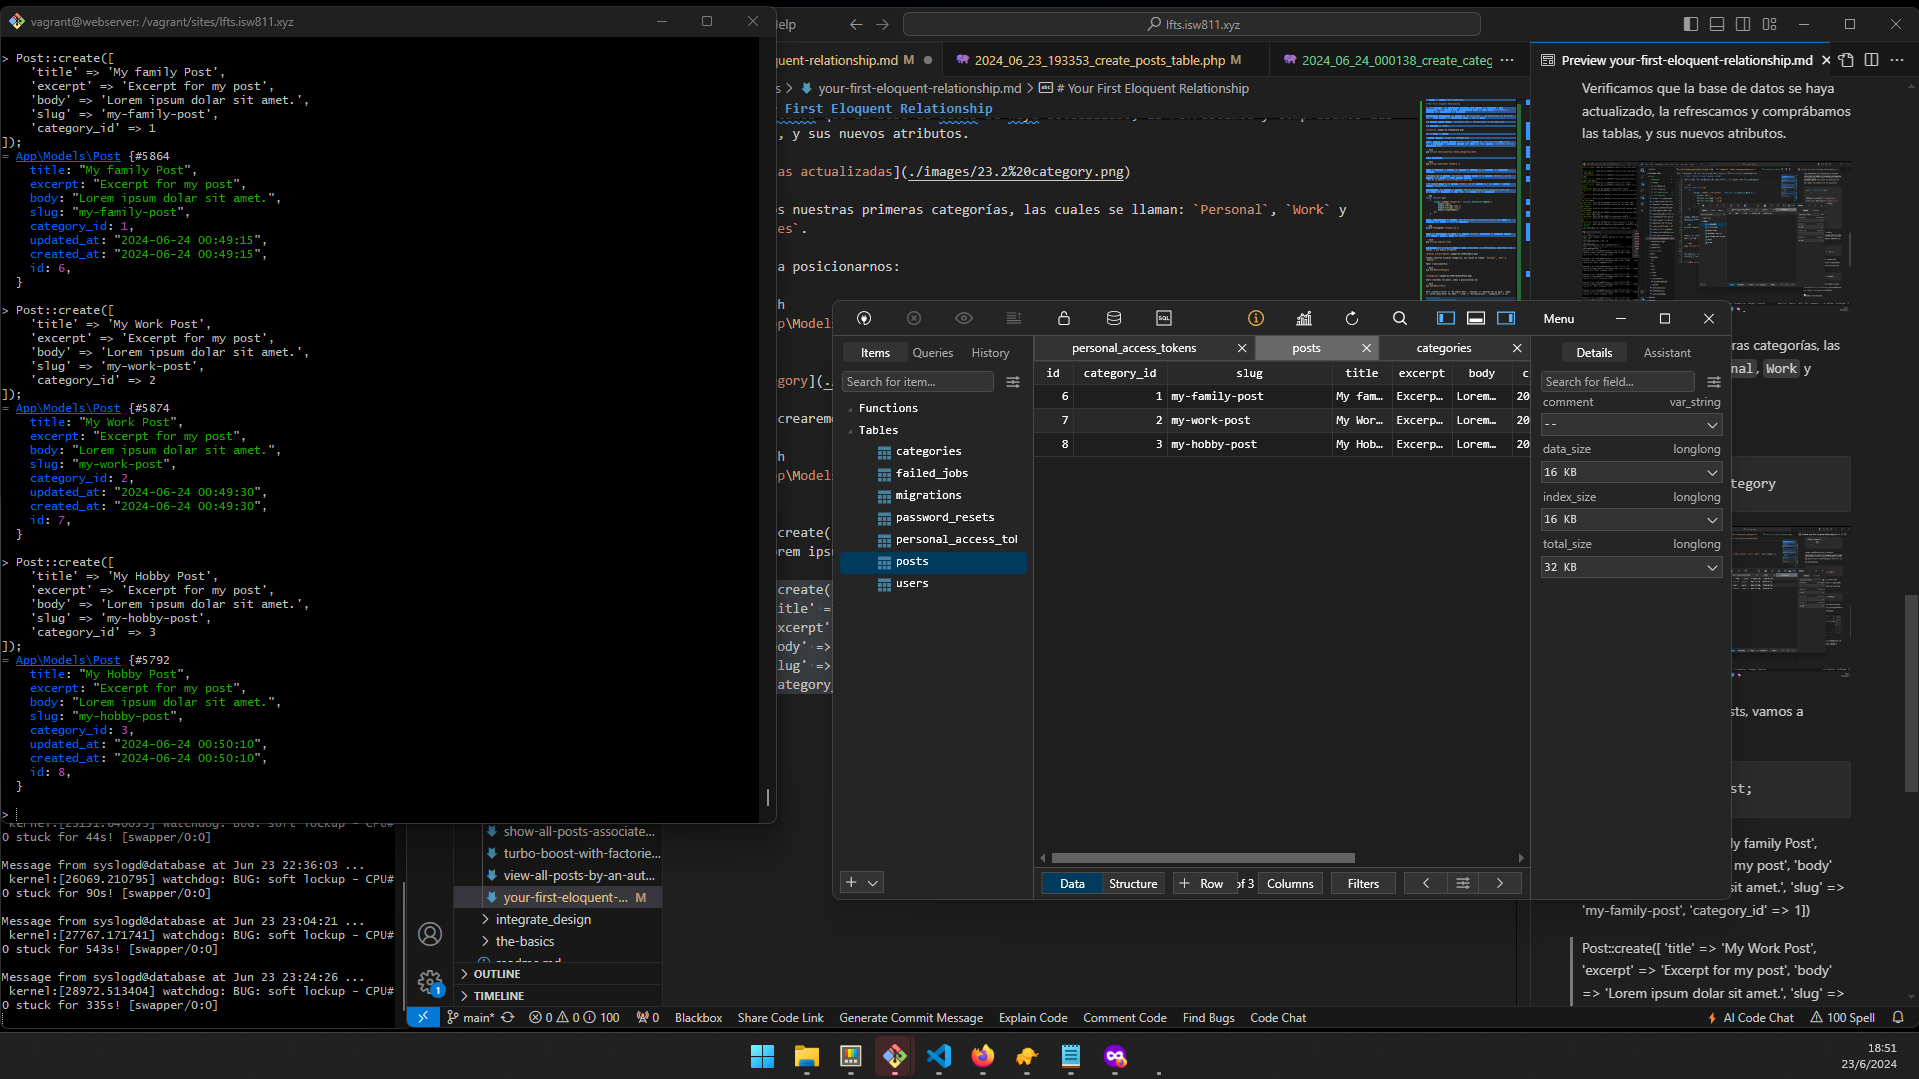 vagrant@webserver: /vagrant/sites/lfts.isw811.xyz
> Post::create([
'title' => 'My family Post',
'excerpt' => 'Excerpt for my post',
'body' => 'Lorem ipsum dolar sit amet.',
'slug' => 'my-family-post',
'category_id' => 1
]);
= App\Models\Post {#5864
title: "My family Post",
excerpt: "Excerpt for my post",
body: "Lorem ipsum dolar sit amet.",
slug: "my-family-post",
category_id: 1,
updated_at: "2024-06-24 00:49:15",
created_at: "2024-06-24 00:49:15",
id: 6,
}
> Post::create([
'title' => 'My Work Post',
'excerpt' => 'Excerpt for my post',
'body' => 'Lorem ipsum dolar sit amet.',
'slug' => 'my-work-post',
'category_id' => 2
]);
= App\Models\Post {#5874
title: "My Work Post",
excerpt: "Excerpt for my post",
body: "Lorem ipsum dolar sit amet.",
slug: "my-work-post",
category_id: 2,
updated_at: "2024-06-24 00:49:30",
created_at: "2024-06-24 00:49:30",
id: 7,
}
> Post::create([
'title' => 'My Hobby Post',
'excerpt' => 'Excerpt for my post',
'body' => 'Lorem ipsum dolar sit amet.',
'slug' => 'my-hobby-post',
'category_id' => 3
]);
= App\Models\Post {#5792
title: "My Hobby Post",
excerpt: "Excerpt for my post",
body: "Lorem ipsum dolar sit amet.",
slug: "my-hobby-post",
category_id: 3,
updated_at: "2024-06-24 00:50:10",
created_at: "2024-06-24 00:50:10",
id: 8,
}
>
kernel:[25151.640693] watchdog: BUG: soft lockup - CPU#
0 stuck for 44s! [swapper/0:0]
Message from syslogd@database at Jun 23 22:36:03 ...
kernel:[26069.210795] watchdog: BUG: soft lockup - CPU#
0 stuck for 90s! [swapper/0:0]
Message from syslogd@database at Jun 23 23:04:21 ...
kernel:[27767.171741] watchdog: BUG: soft lockup - CPU#
0 stuck for 543s! [swapper/0:0]
Message from syslogd@database at Jun 23 23:24:26 ...
kernel:[28972.513404] watchdog: BUG: soft lockup - CPU#
0 stuck for 335s! [swapper/0:0]
elp
lfts.isw811.xyz
quent-relationship.md M
2024_06_23_193353_create_posts_table.php M
2024_06_24_000138_create_categ
s > your-first-eloquent-relationship.md > # Your First Eloquent Relationship
First Eloquent Relationship
, y sus nuevos atributos.
as actualizadas](./images/23.2%20category.png)
s nuestras primeras categorías, las cuales se llaman: `Personal`, `Work` y
es`.
a posicionarnos:
h
p\Models
gory](./
crearemo
h
p\Models
create(
orem ipsu
create(
itle' =
xcerpt'
ody' =>
lug' =>
ategory_
Preview your-first-eloquent-relationship.md
Verificamos que la base de datos se haya
actualizado, la refrescamos y comprábamos
las tablas, y sus nuevos atributos.
ras categorías, las
nal, Work y
tegory
sts, vamos a
st;
ly family Post',
my post', 'body'
sit amet.', 'slug' =>
'my-family-post', 'category_id' => 1])
Post::create([ 'title' => 'My Work Post',
'excerpt' => 'Excerpt for my post', 'body'
=> 'Lorem ipsum dolar sit amet.', 'slug' =>
SQL
Menu
Items Queries History
Search for item...
Functions
Tables
categories
failed_jobs
migrations
password_resets
personal_access_tol
posts
users
personal_access_tokens
posts
categories
id category_id slug title excerpt body c
6 1 my-family-post My fam… Excerp… Lorem… 20
7 2 my-work-post My Wor… Excerp… Lorem… 20
8 3 my-hobby-post My Hob… Excerp… Lorem… 20
Data Structure + Row of 3 Columns Filters
Details Assistant
Search for field...
comment var_string
--
data_size longlong
16 KB
index_size longlong
16 KB
total_size longlong
32 KB
show-all-posts-associate...
turbo-boost-with-factorie...
view-all-posts-by-an-aut...
your-first-eloquent-... M
integrate_design
the-basics
readme.md
OUTLINE
TIMELINE
1
main* 0 0 100 0 Blackbox Share Code Link Generate Commit Message Explain Code Comment Code Find Bugs Code Chat
AI Code Chat 100 Spell
18:51
23/6/2024